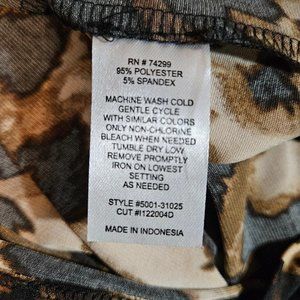 RN # 74299
95% POLYESTER
5% SPANDEX
MACHINE WASH COLD
GENTLE CYCLE
WITH SIMILAR COLORS
ONLY NON-CHLORINE
BLEACH WHEN NEEDED
TUMBLE DRY LOW
REMOVE PROMPTLY
IRON ON LOWEST
SETTING
AS NEEDED
STYLE #5001-31025
CUT #I122004D
MADE IN INDONESIA